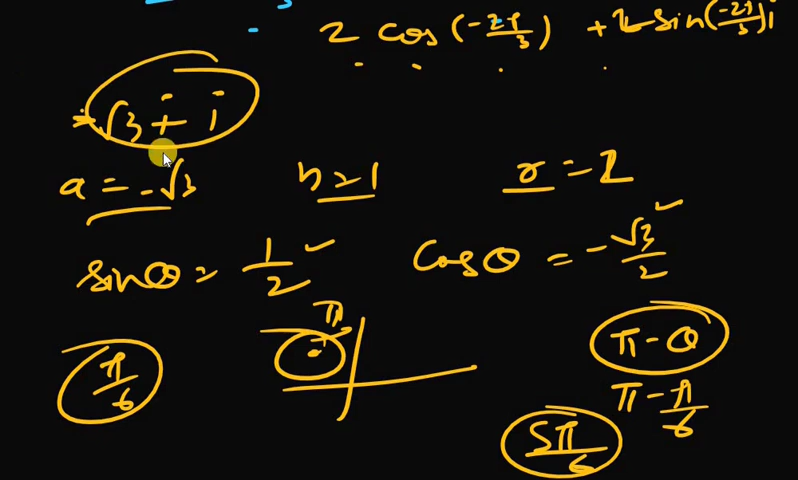 2 cos(-2π/3) + 2 sin(-2π/3)i
-√3 + i
a = -√3 b = 1 r = 2
sinθ = 1/2 ✓ cosθ = -√3/2 ✓
π
π/6 π-θ
π - π/6
5π/6